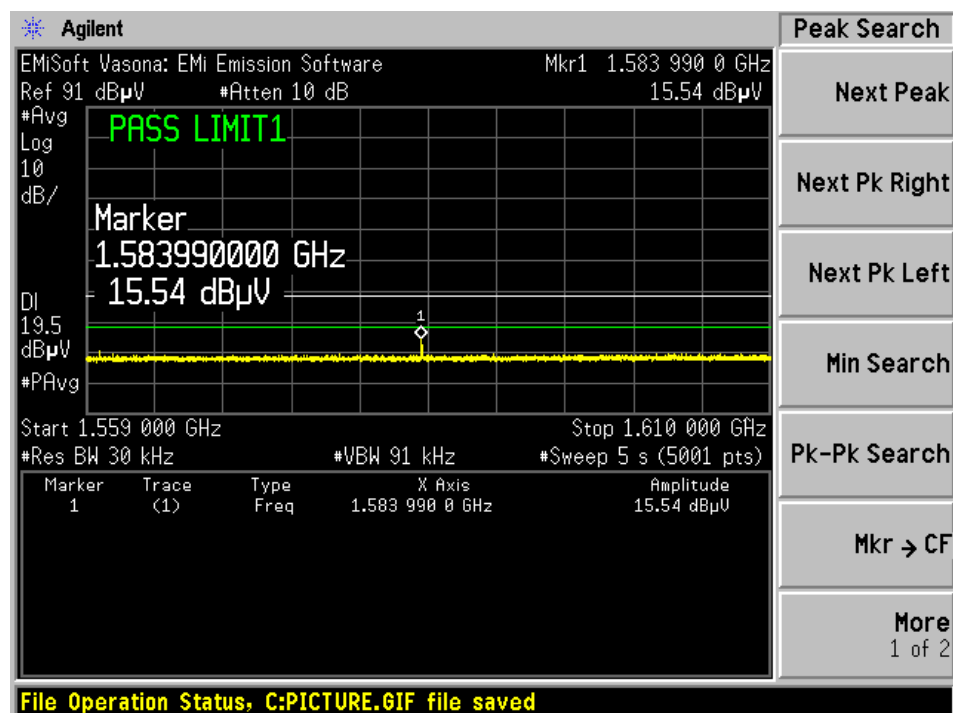 Agilent
Peak Search
EMiSoft Vasona: EMi Emission Software
Mkr1 1.583 990 0 GHz
Ref 91 dBµV
#Atten 10 dB
15.54 dBµV
#Avg
Log
10
dB/
PASS LIMIT1
Marker
1.583990000 GHz
15.54 dBµV
DI
19.5
dBµV
#PAvg
1
Start 1.559 000 GHz
Stop 1.610 000 GHz
#Res BW 30 kHz
#VBW 91 kHz
#Sweep 5 s (5001 pts)
Marker Trace Type X Axis Amplitude
1 (1) Freq 1.583 990 0 GHz 15.54 dBµV
Next Peak
Next Pk Right
Next Pk Left
Min Search
Pk-Pk Search
Mkr → CF
More
1 of 2
File Operation Status, C:PICTURE.GIF file saved